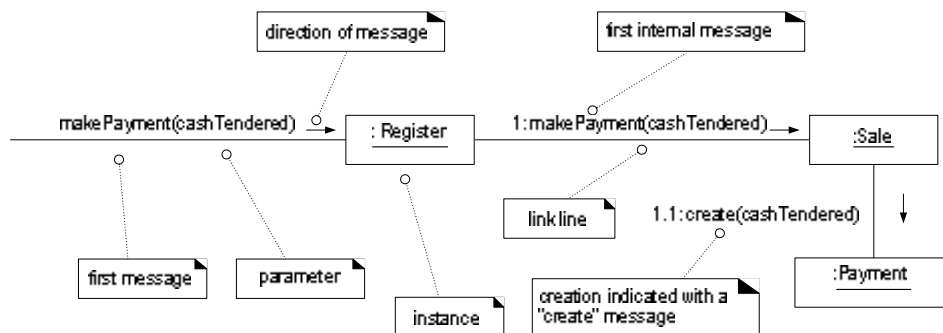 direction of message
first internal message
makePayment(cashTendered)
: Register
1: makePayment(cashTendered)
:Sale
link line
1.1: create(cashTendered)
first message
parameter
instance
creation indicated with a
"create" message
:Payment